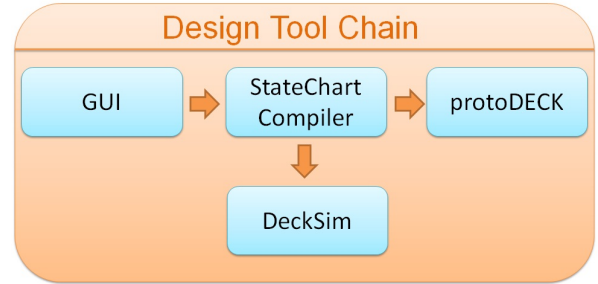 Design Tool Chain
GUI
StateChart
Compiler
protoDECK
DeckSim